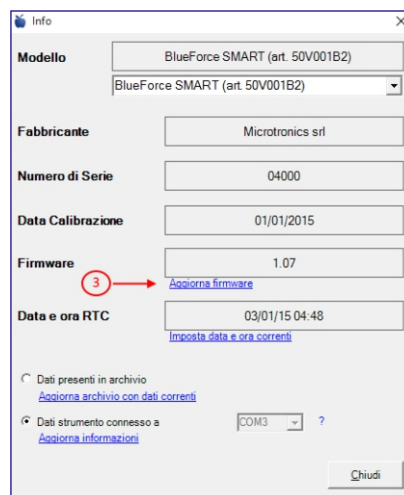 Info
Modello BlueForce SMART (art. 50V001B2)
BlueForce SMART (art. 50V001B2)
Fabbricante Microtronics srl
Numero di Serie 04000
Data Calibrazione 01/01/2015
Firmware 1.07
3 Aggiorna firmware
Data e ora RTC 03/01/15 04:48
Imposta data e ora correnti
Dati presenti in archivio
Aggiorna archivio con dati correnti
Dati strumento connesso a COM3 ?
Aggiorna informazioni
Chiudi